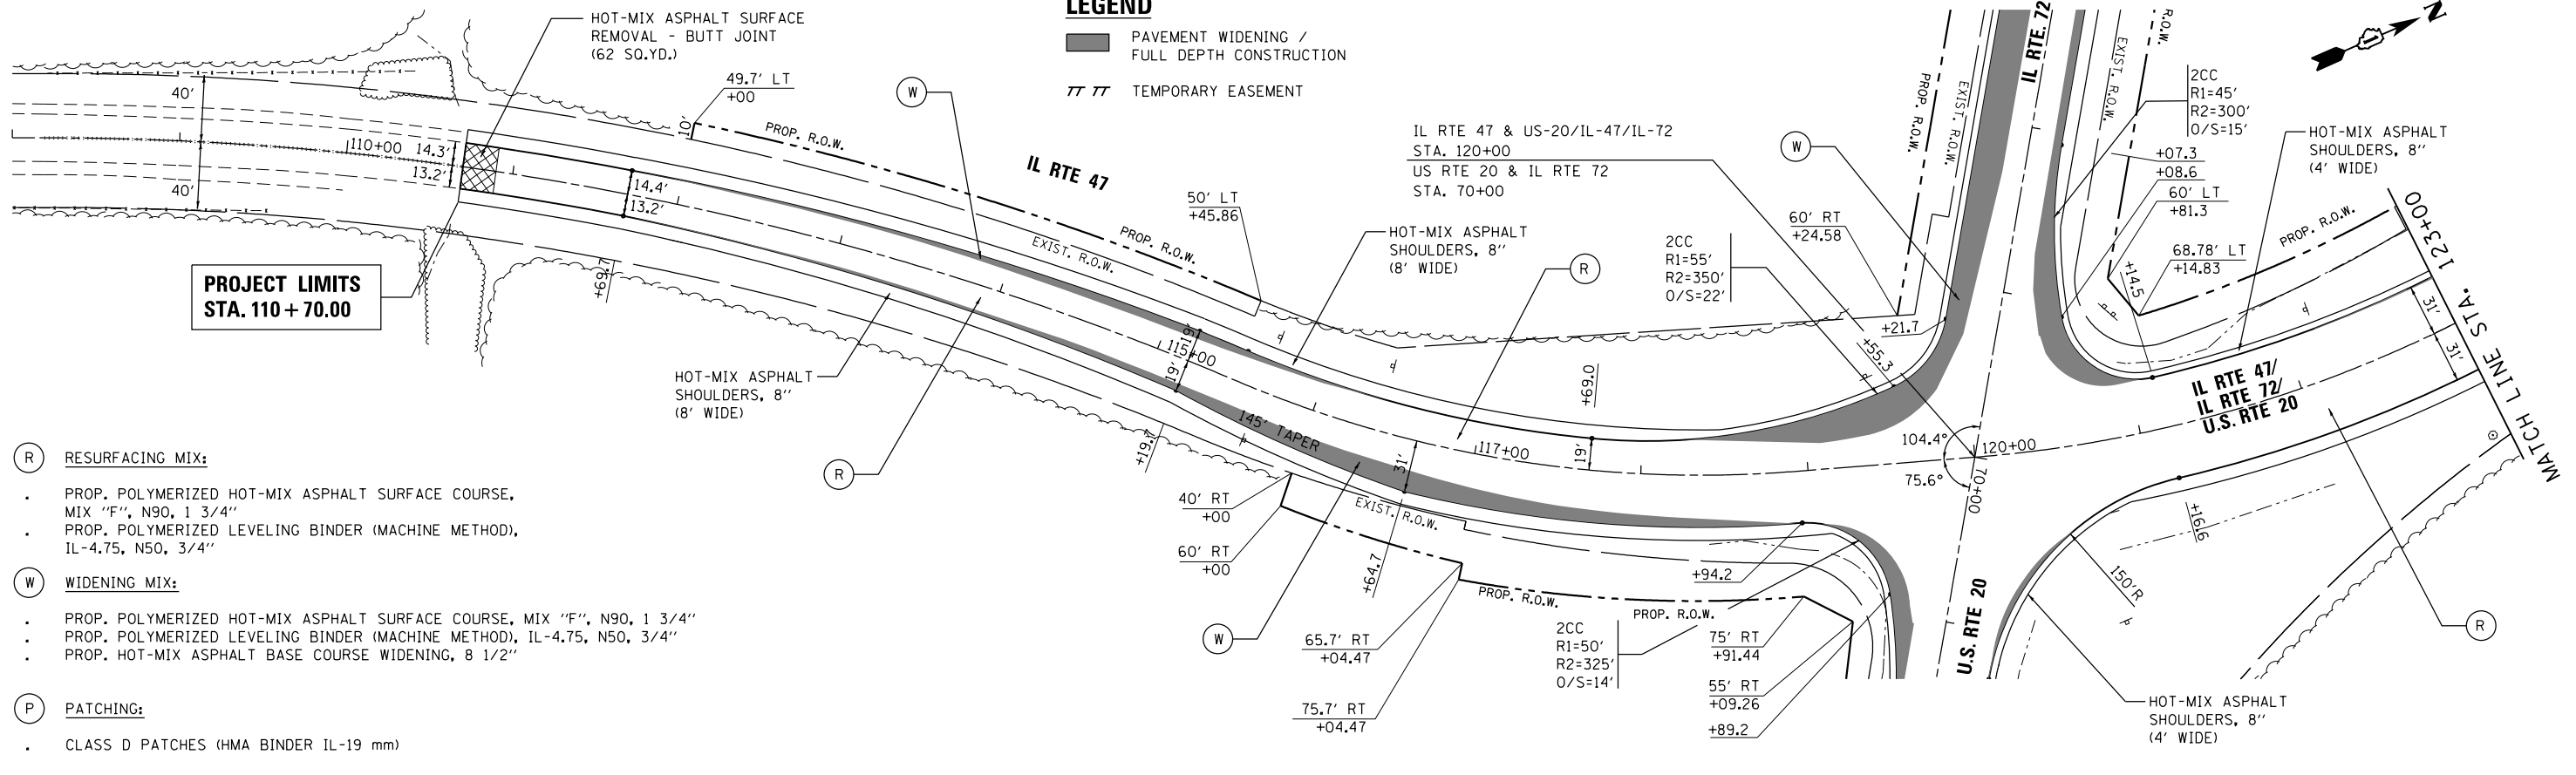 HOT-MIX ASPHALT SURFACE
REMOVAL - BUTT JOINT
(62 SQ.YD.)
LEGEND
PAVEMENT WIDENING /
FULL DEPTH CONSTRUCTION
TEMPORARY EASEMENT
IL RTE. 72
N
40'
40'
110+00
14.3'
13.2'
14.4'
13.2'
49.7' LT
+00
10'
PROP. R.O.W.
W
IL RTE 47
PROP. R.O.W.
EXIST. R.O.W.
50' LT
+45.86
HOT-MIX ASPHALT
SHOULDERS, 8''
(8' WIDE)
R
IL RTE 47 & US-20/IL-47/IL-72
STA. 120+00
US RTE 20 & IL RTE 72
STA. 70+00
W
60' RT
+24.58
2CC
R1=55'
R2=350'
O/S=22'
PROP. R.O.W.
EXIST. R.O.W.
EXIST. R.O.W.
R.O.W.
2CC
R1=45'
R2=300'
O/S=15'
+07.3
+08.6
60' LT
+81.3
68.78' LT
+14.83
+14.5
HOT-MIX ASPHALT
SHOULDERS, 8''
(4' WIDE)
PROP. R.O.W.
MATCH LINE STA. 123+00
31'
31'
IL RTE 47/
IL RTE 72/
U.S. RTE 20
+21.7
+55.3
PROJECT LIMITS
STA. 110 + 70.00
+69.7
HOT-MIX ASPHALT
SHOULDERS, 8''
(8' WIDE)
R
19'
115+00
19'
145' TAPER
+19.7
31'
117+00
+69.0
19'
104.4°
75.6°
120+00
70+00
EXIST. R.O.W.
40' RT
+00
60' RT
+00
+64.7
W
65.7' RT
+04.47
75.7' RT
+04.47
PROP. R.O.W.
PROP. R.O.W.
+94.2
2CC
R1=50'
R2=325'
O/S=14'
75' RT
+91.44
55' RT
+09.26
+89.2
U.S. RTE 20
150'R
+16.6
R
HOT-MIX ASPHALT
SHOULDERS, 8''
(4' WIDE)
R RESURFACING MIX:
. PROP. POLYMERIZED HOT-MIX ASPHALT SURFACE COURSE,
MIX "F", N90, 1 3/4''
. PROP. POLYMERIZED LEVELING BINDER (MACHINE METHOD),
IL-4.75, N50, 3/4''
W WIDENING MIX:
. PROP. POLYMERIZED HOT-MIX ASPHALT SURFACE COURSE, MIX "F", N90, 1 3/4''
. PROP. POLYMERIZED LEVELING BINDER (MACHINE METHOD), IL-4.75, N50, 3/4''
. PROP. HOT-MIX ASPHALT BASE COURSE WIDENING, 8 1/2''
P PATCHING:
. CLASS D PATCHES (HMA BINDER IL-19 mm)